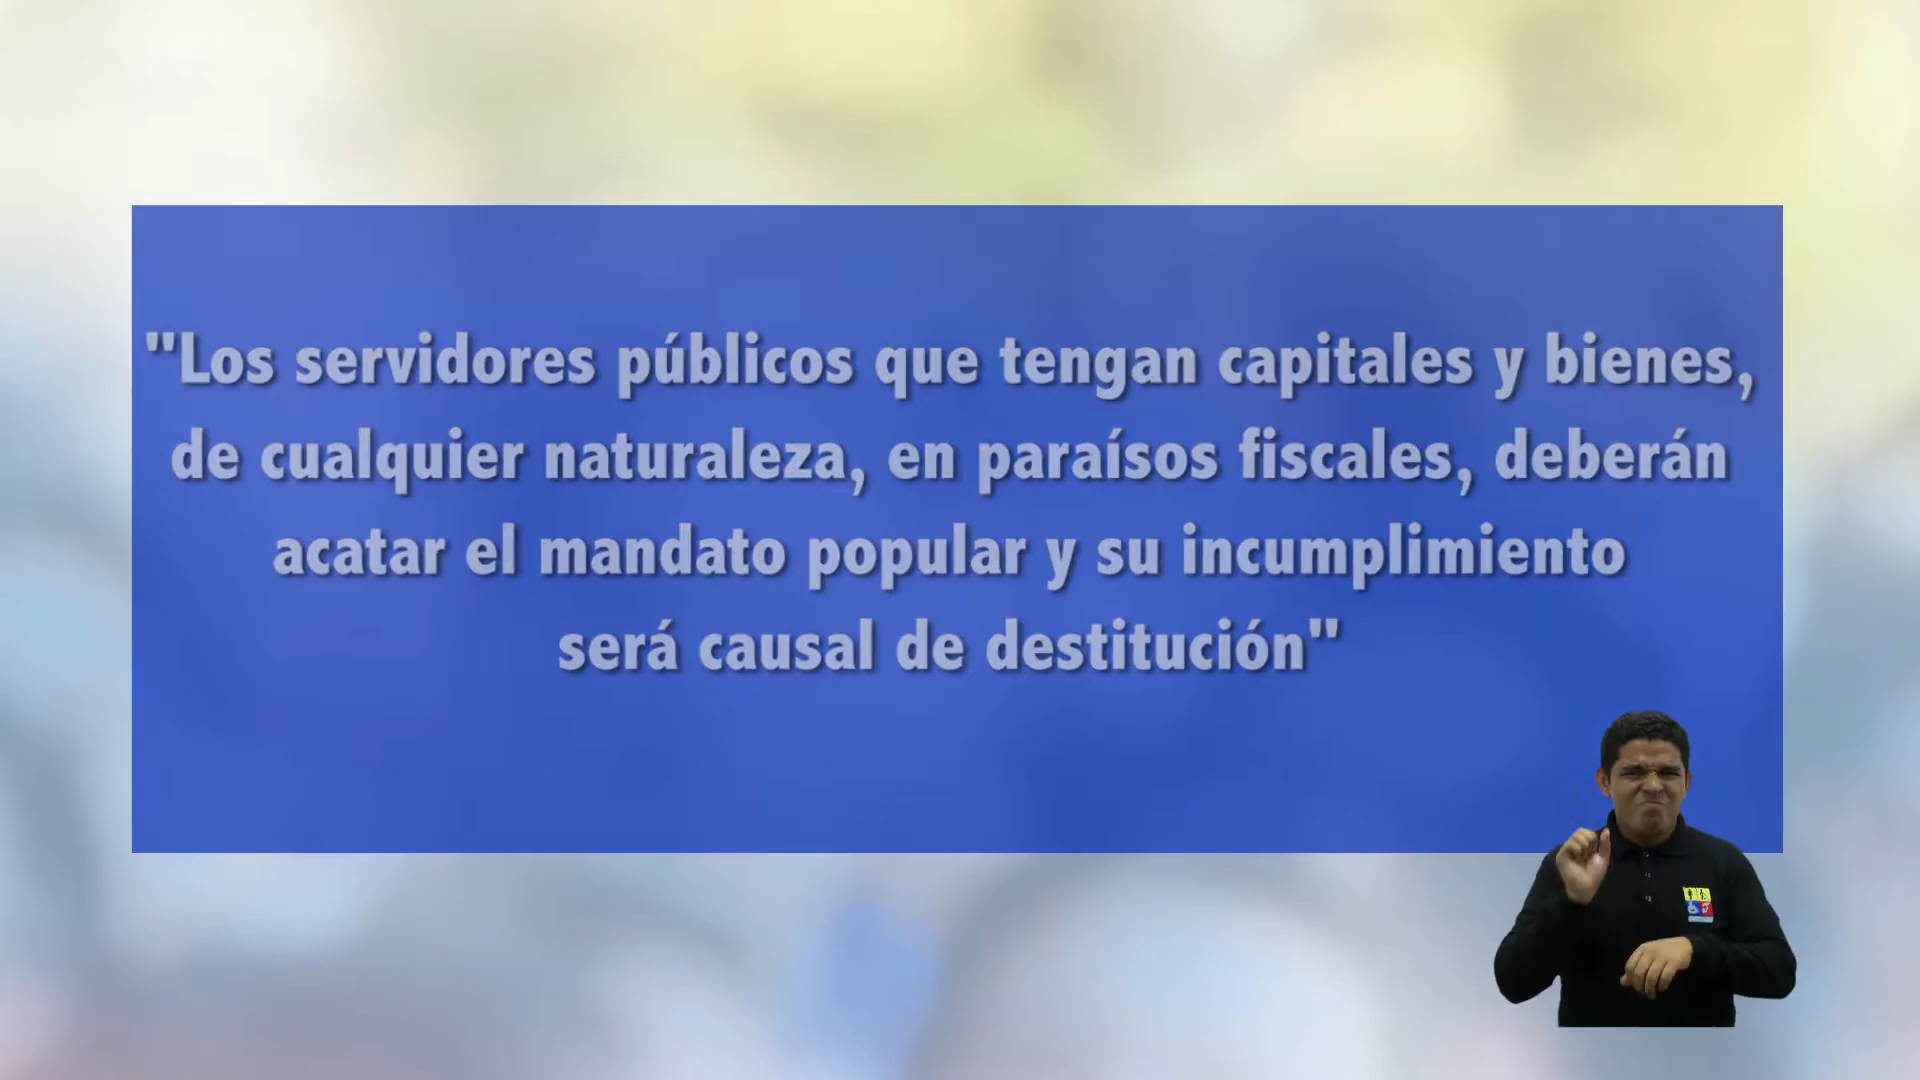 "Los servidores públicos que tengan capitales y bienes,
de cualquier naturaleza, en paraísos fiscales, deberán
acatar el mandato popular y su incumplimiento
será causal de destitución"